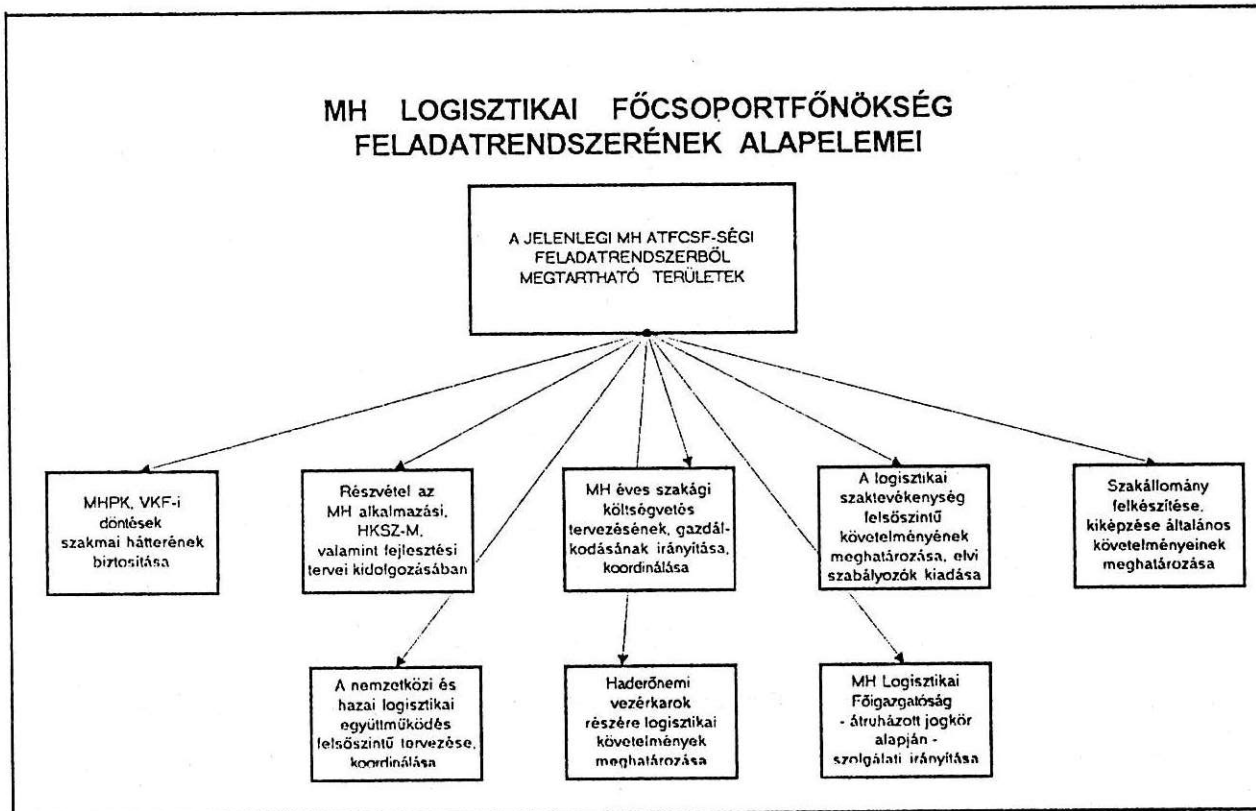 MH LOGISZTIKAI FŐCSOPORTFŐNÖKSÉG
FELADATRENDSZERÉNEK ALAPELEMEI
A JELENLEGI MH ATFCSF-SÉGI
FELADATRENDSZERBŐL
MEGTARTHATÓ TERÜLETEK
MHPK, VKF-i
döntések
szakmai hátterének
biztosítása
Részvétel az
MH alkalmazási,
HKSZ-M,
valamint fejlesztési
tervei kidolgozásában
MH éves szakági
költségvetés
tervezésének, gazdál-
kodásának irányítása,
koordinálása
A logisztikai
szaktevékenység
felsőszintű
követelményének
meghatározása, elvi
szabályozók kiadása
Szakállomány
felkészítése,
kiképzése általános
követelményeinek
meghatározása
A nemzetközi és
hazai logisztikai
együttműködés
felsőszintű tervezése,
koordinálása
Haderőnemi
vezérkarok
részére logisztikai
követelmények
meghatározása
MH Logisztikai
Főigazgatóság
- átruházott jogkör
alapján -
szolgálati irányítása